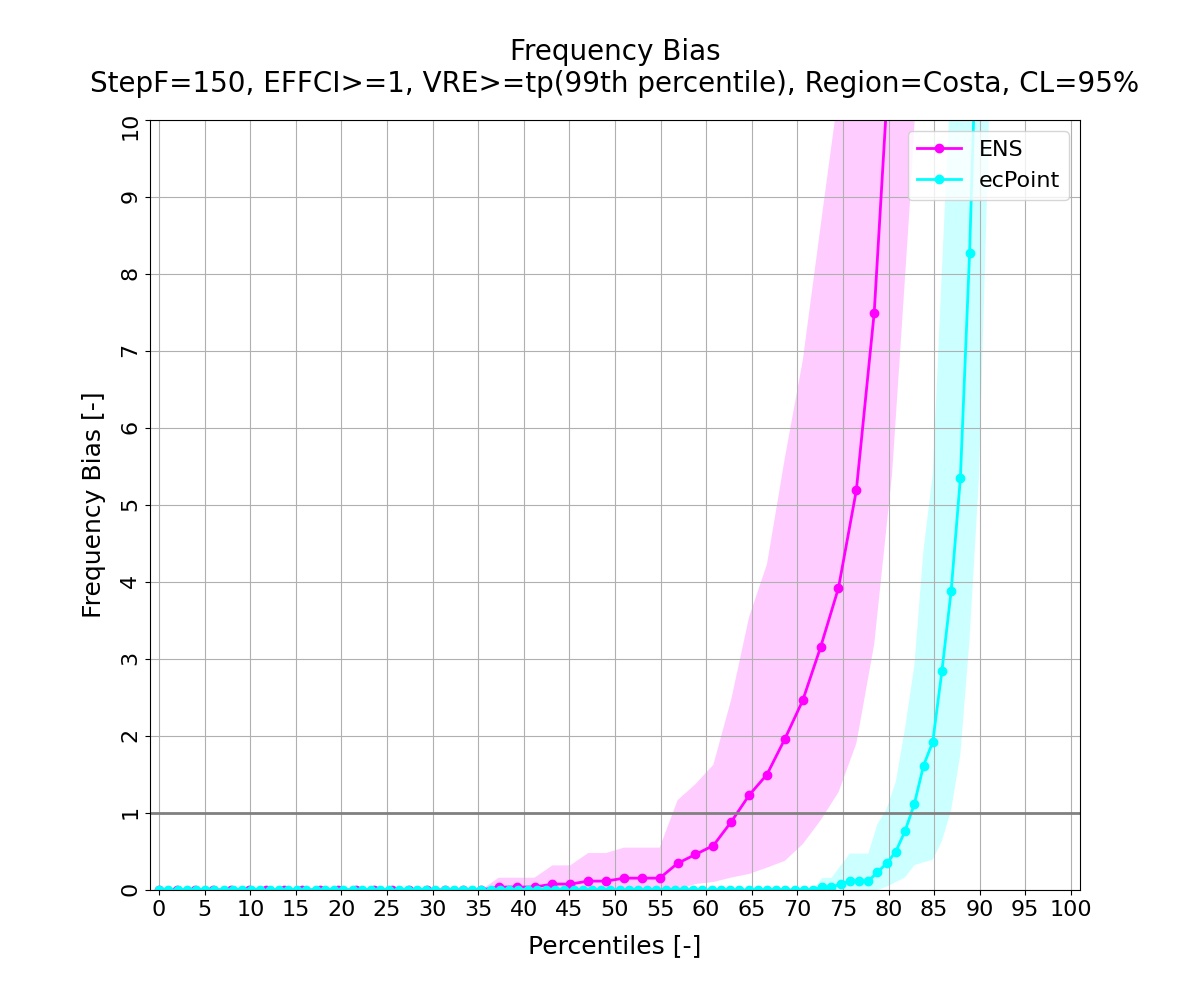 Frequency Bias
StepF=150, EFFCI>=1, VRE>=tp(99th percentile), Region=Costa, CL=95%
10
9
8
7
6
5
4
3
2
1
0
Frequency Bias [-]
ENS
ecPoint
0 5 10 15 20 25 30 35 40 45 50 55 60 65 70 75 80 85 90 95 100
Percentiles [-]